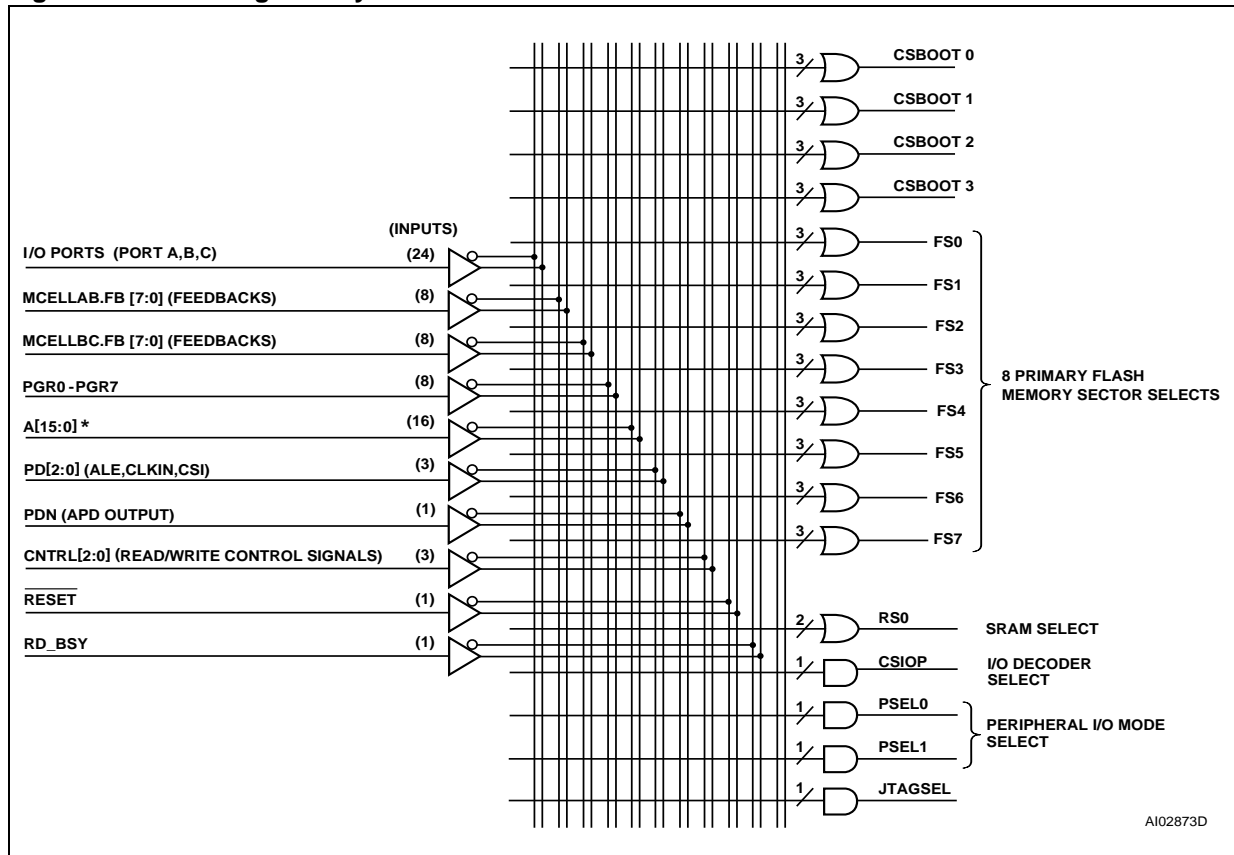 3 CSBOOT 0
3 CSBOOT 1
3 CSBOOT 2
3 CSBOOT 3
(INPUTS)
I/O PORTS (PORT A,B,C) (24)
MCELLAB.FB [7:0] (FEEDBACKS) (8)
MCELLBC.FB [7:0] (FEEDBACKS) (8)
PGR0 -PGR7 (8)
A[15:0] * (16)
PD[2:0] (ALE,CLKIN,CSI) (3)
PDN (APD OUTPUT) (1)
CNTRL[2:0] (READ/WRITE CONTROL SIGNALS) (3)
RESET (1)
RD_BSY (1)
3 FS0
3 FS1
3 FS2
3 FS3
3 FS4
3 FS5
3 FS6
3 FS7
8 PRIMARY FLASH
MEMORY SECTOR SELECTS
2 RS0 SRAM SELECT
1 CSIOP I/O DECODER
SELECT
1 PSEL0
1 PSEL1
PERIPHERAL I/O MODE
SELECT
1 JTAGSEL
AI02873D